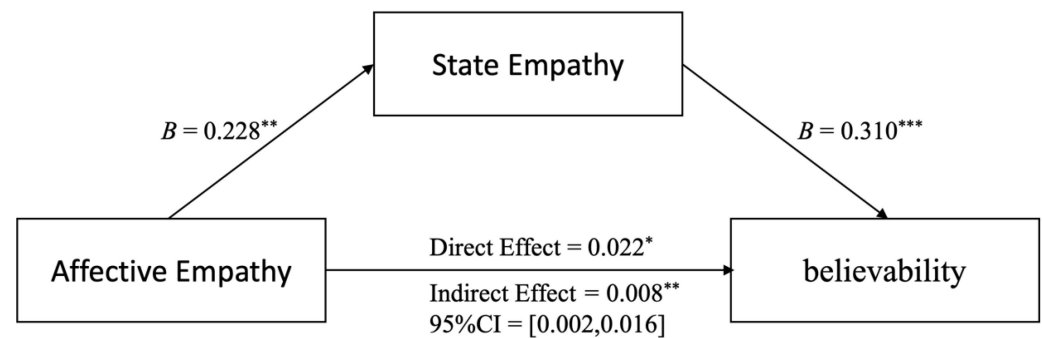 State Empathy
B = 0.228**
B = 0.310***
Affective Empathy
Direct Effect = 0.022*
Indirect Effect = 0.008**
95%CI = [0.002,0.016]
believability